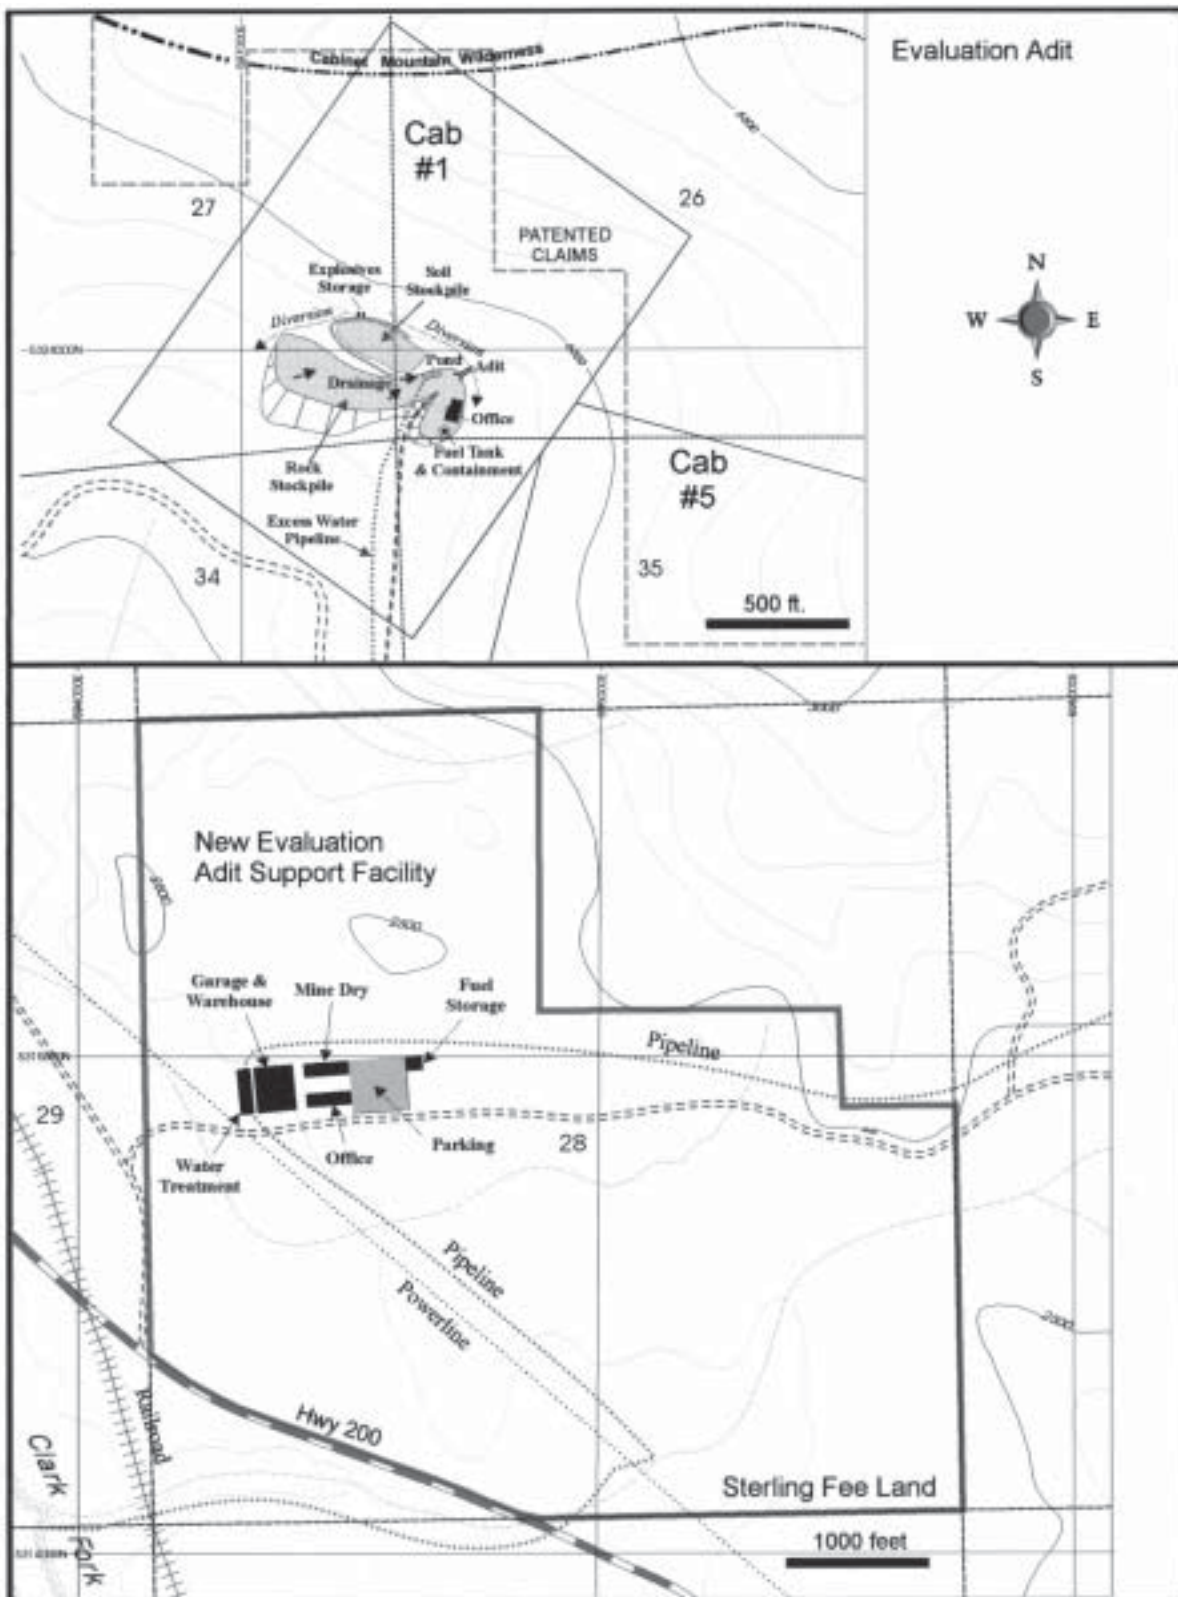 Evaluation Adit
Cabinet Mountain Wilderness
Cab
#1
4800
27
26
PATENTED
CLAIMS
Explosives
Storage
Soil
Stockpile
Diversion
Diversion
N
W
E
S
Pond
Adit
Drainage
Office
Fuel Tank
& Containment
Rock
Stockpile
Cab
#5
Excess Water
Pipeline
34
35
500 ft.
New Evaluation
Adit Support Facility
Garage &
Warehouse
Mine Dry
Fuel
Storage
Pipeline
29
28
Water
Treatment
Office
Parking
Pipeline
Powerline
Railroad
Hwy 200
Clark
Fork
Sterling Fee Land
1000 feet